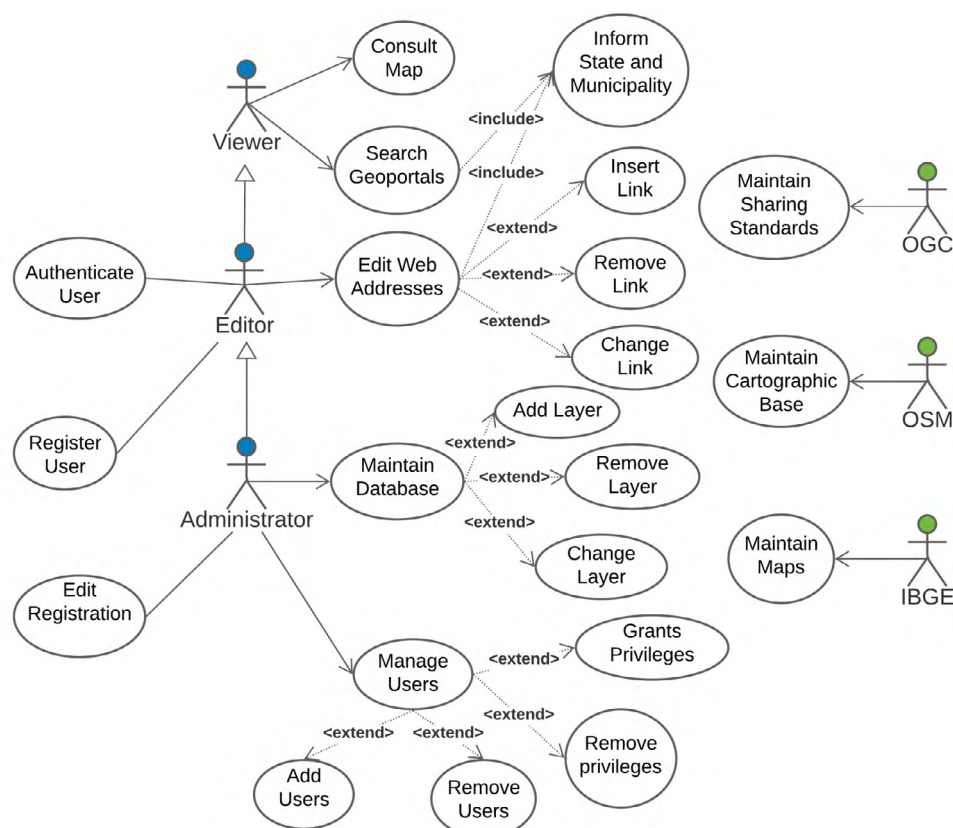 Consult
Map
Inform
State and
Municipality
Viewer
<include>
Search
Geoportals
<include>
Insert
Link
Maintain
Sharing
Standards
OGC
<extend>
Authenticate
User
Editor
Edit Web
Addresses
<extend>
Remove
Link
<extend>
Change
Link
Maintain
Cartographic
Base
OSM
Add Layer
Register
User
Administrator
Maintain
Database
<extend>
<extend>
Remove
Layer
<extend>
Change
Layer
Maintain
Maps
IBGE
Edit
Registration
Manage
Users
<extend>
Grants
Privileges
<extend>
<extend>
<extend>
Remove
privileges
Add
Users
Remove
Users